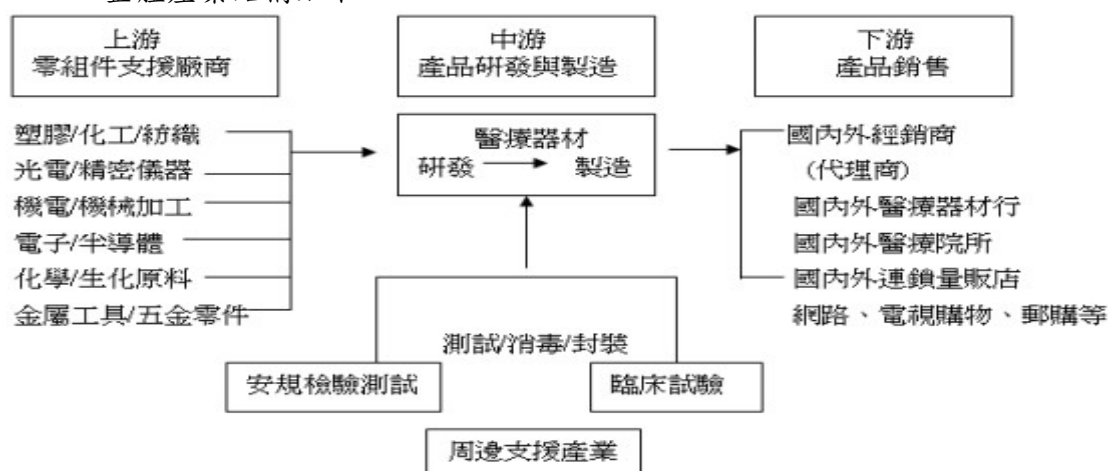 上游
零組件支援廠商
中游
產品研發與製造
下游
產品銷售
塑膠/化工/紡織
光電/精密儀器
機電/機械加工
電子/半導體
化學/生化原料
金屬工具/五金零件
醫療器材
研發
製造
國內外經銷商
(代理商)
國內外醫療器材行
國內外醫療院所
國內外連鎖量販店
網路、電視購物、郵購等
測試/消毒/封裝
安規檢驗測試
臨床試驗
周邊支援產業